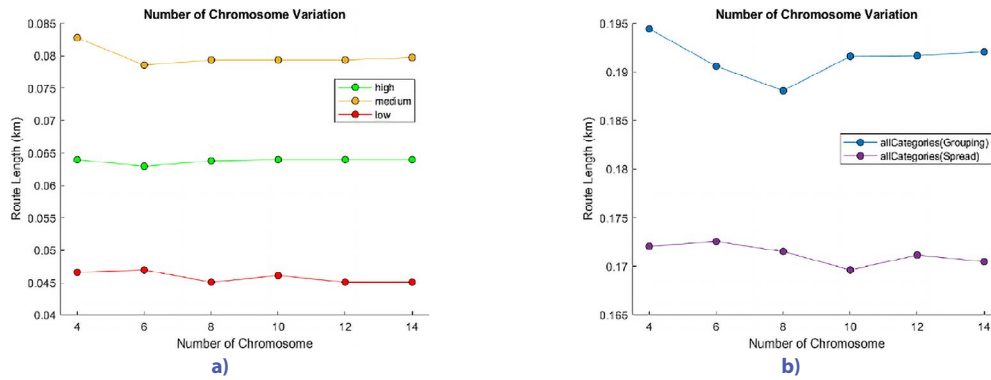 Number of Chromosome Variation
0.085
0.08
0.075
0.07
0.065
0.06
0.055
0.05
0.045
0.04
Route Length (km)
high
medium
low
4 6 8 10 12 14
Number of Chromosome
a)
Number of Chromosome Variation
0.195
0.19
0.185
0.18
0.175
0.17
0.165
Route Length (km)
allCategories(Grouping)
allCategories(Spread)
4 6 8 10 12 14
Number of Chromosome
b)